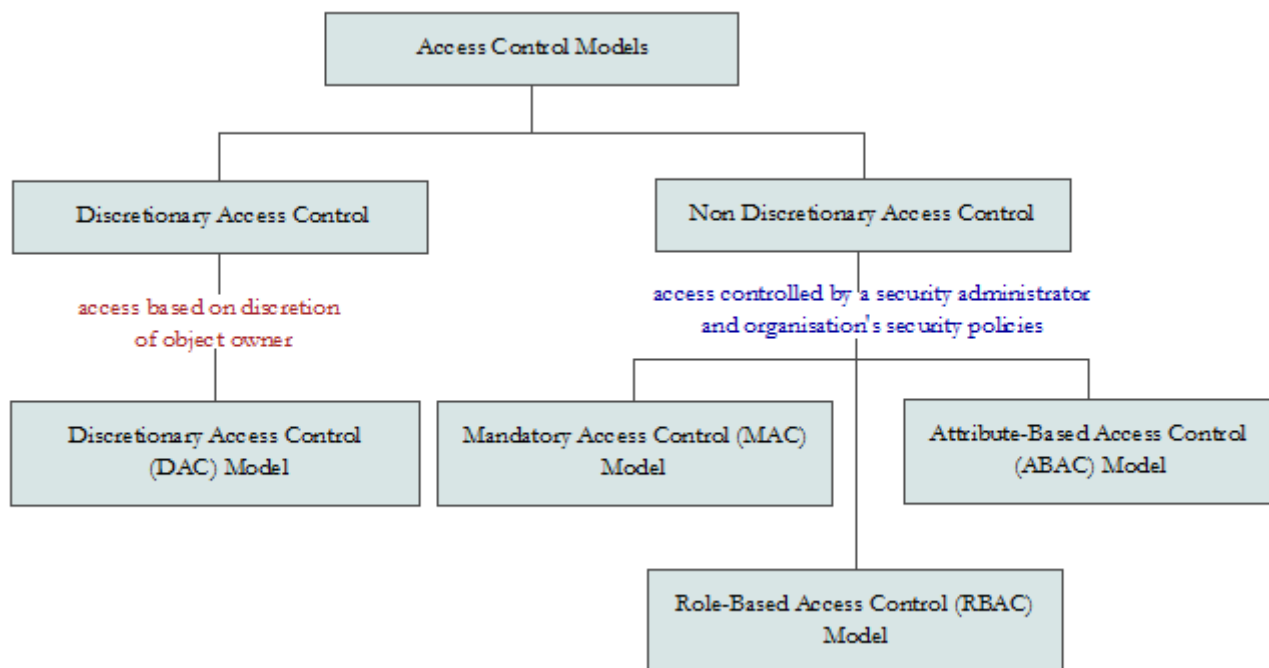 Access Control Models
Discretionary Access Control
Non Discretionary Access Control
access based on discretion
of object owner
access controlled by a security administrator
and organisation's security policies
Discretionary Access Control
(DAC) Model
Mandatory Access Control (MAC)
Model
Attribute-Based Access Control
(ABAC) Model
Role-Based Access Control (RBAC)
Model